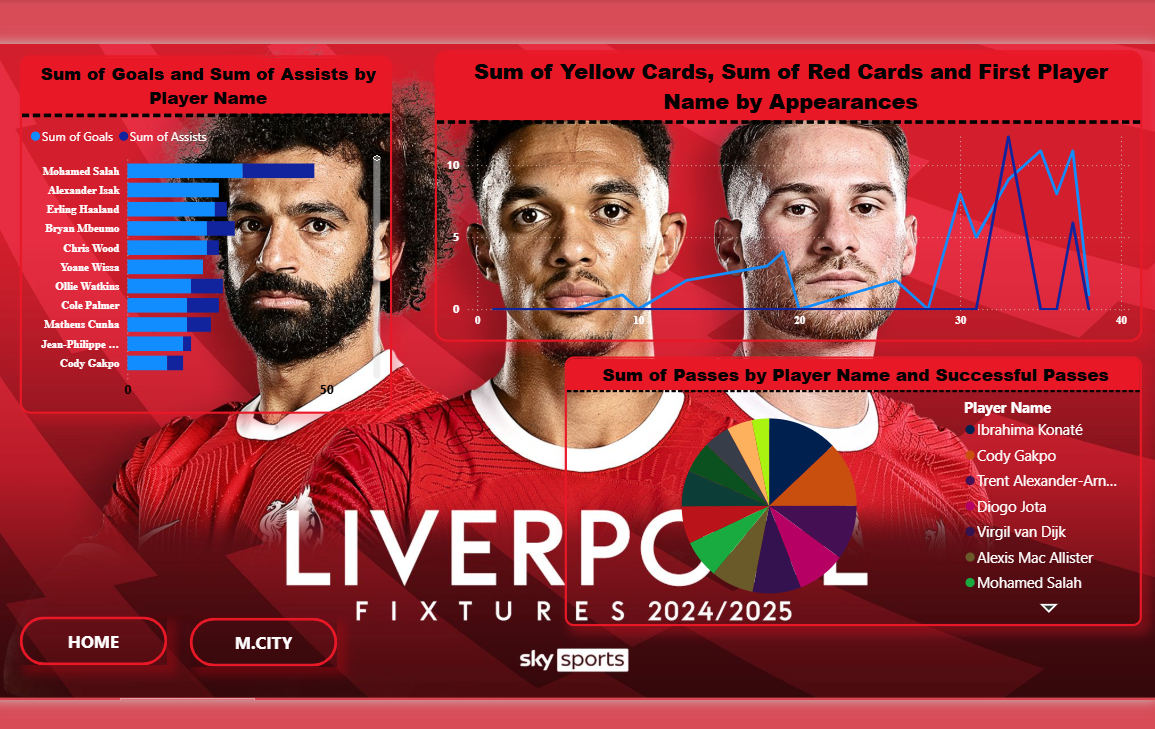 Sum of Goals and Sum of Assists by
Player Name
Sum of Goals
Sum of Assists
Mohamed Salah
Alexander Isak
Erling Haaland
Bryan Mbeumo
Chris Wood
Yoane Wissa
Ollie Watkins
Cole Palmer
Matheus Cunha
Jean-Philippe ...
Cody Gakpo
0
50
Sum of Yellow Cards, Sum of Red Cards and First Player
Name by Appearances
10
5
0
0
10
20
30
40
Sum of Passes by Player Name and Successful Passes
Player Name
Ibrahima Konaté
Cody Gakpo
Trent Alexander-Arn...
Diogo Jota
Virgil van Dijk
Alexis Mac Allister
Mohamed Salah
LIVERPOOL
FIXTURES 2024/2025
HOME
M.CITY
sky sports